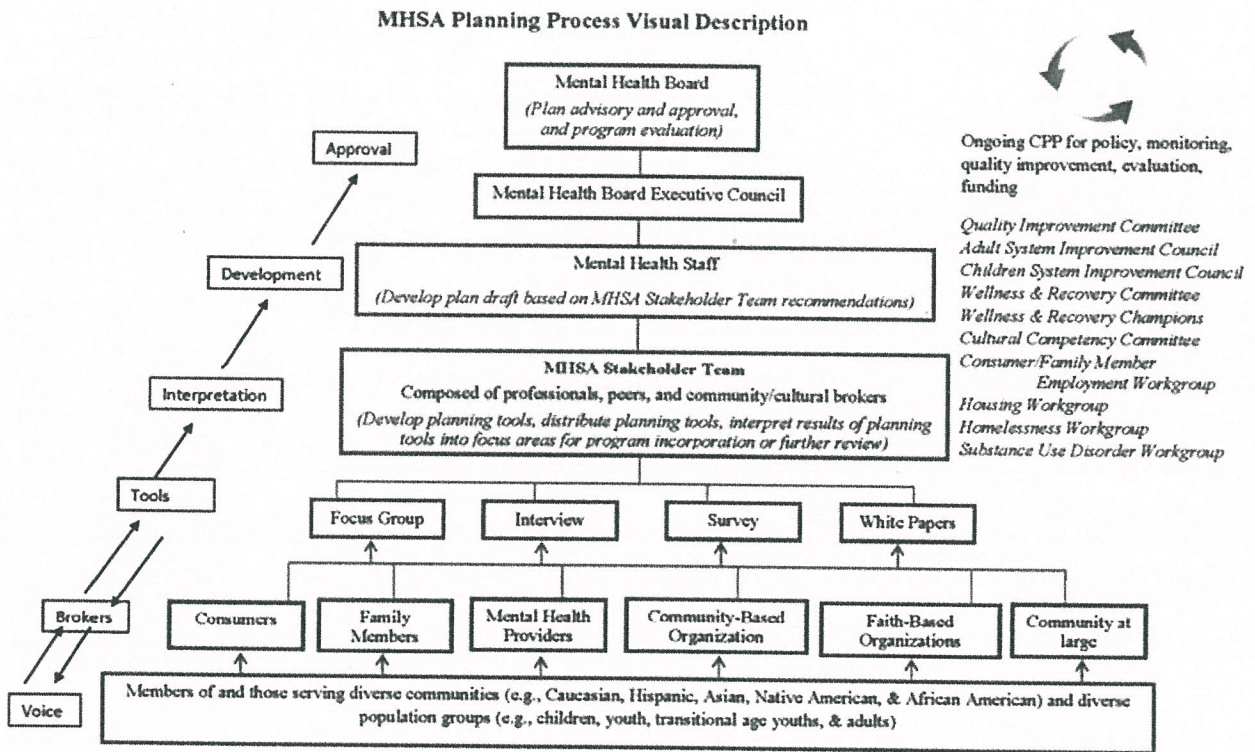 MHSA Planning Process Visual Description
Mental Health Board
(Plan advisory and approval,
and program evaluation)
Approval
Ongoing CPP for policy, monitoring,
quality improvement, evaluation,
funding
Mental Health Board Executive Council
Quality Improvement Committee
Adult System Improvement Council
Children System Improvement Council
Wellness & Recovery Committee
Wellness & Recovery Champions
Cultural Competency Committee
Consumer/Family Member
Employment Workgroup
Housing Workgroup
Homelessness Workgroup
Substance Use Disorder Workgroup
Development
Mental Health Staff
(Develop plan draft based on MHSA Stakeholder Team recommendations)
Interpretation
MHSA Stakeholder Team
Composed of professionals, peers, and community/cultural brokers
(Develop planning tools, distribute planning tools, interpret results of planning
tools into focus areas for program incorporation or further review)
Tools
Focus Group
Interview
Survey
White Papers
Brokers
Consumers
Family
Members
Mental Health
Providers
Community-Based
Organization
Faith-Based
Organizations
Community at
large
Voice
Members of and those serving diverse communities (e.g., Caucasian, Hispanic, Asian, Native American, & African American) and diverse
population groups (e.g., children, youth, transitional age youths, & adults)